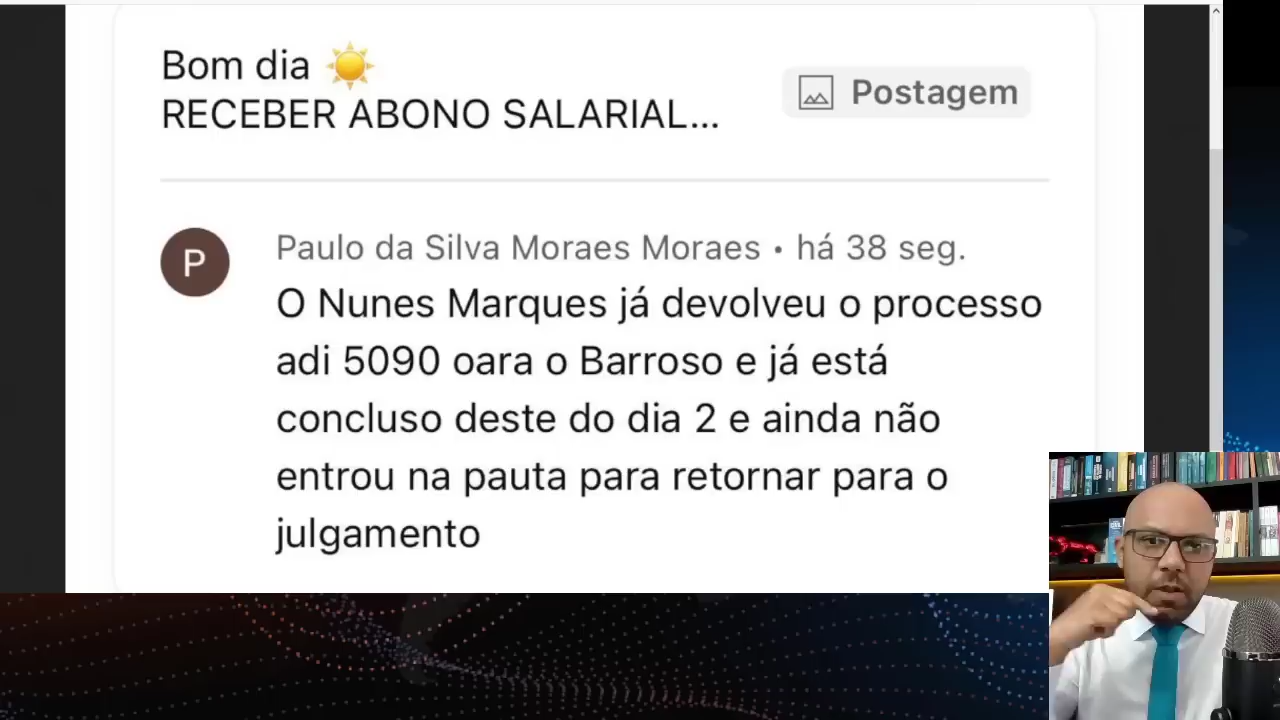 Bom dia ☀️
RECEBER ABONO SALARIAL...
Postagem
P
Paulo da Silva Moraes Moraes • há 38 seg.
O Nunes Marques já devolveu o processo
adi 5090 oara o Barroso e já está
concluso deste do dia 2 e ainda não
entrou na pauta para retornar para o
julgamento